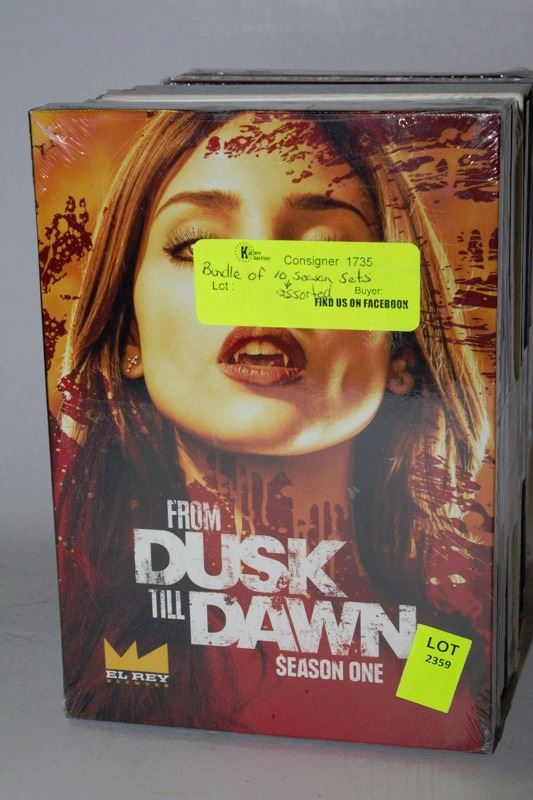 Consigner 1735
Bundle of 10 season sets
assorted
Lot :
Buyer:
FIND US ON FACEBOOK
FROM
DUSK
TILL
DAWN
SEASON ONE
EL REY
NETWORK
LOT
2359